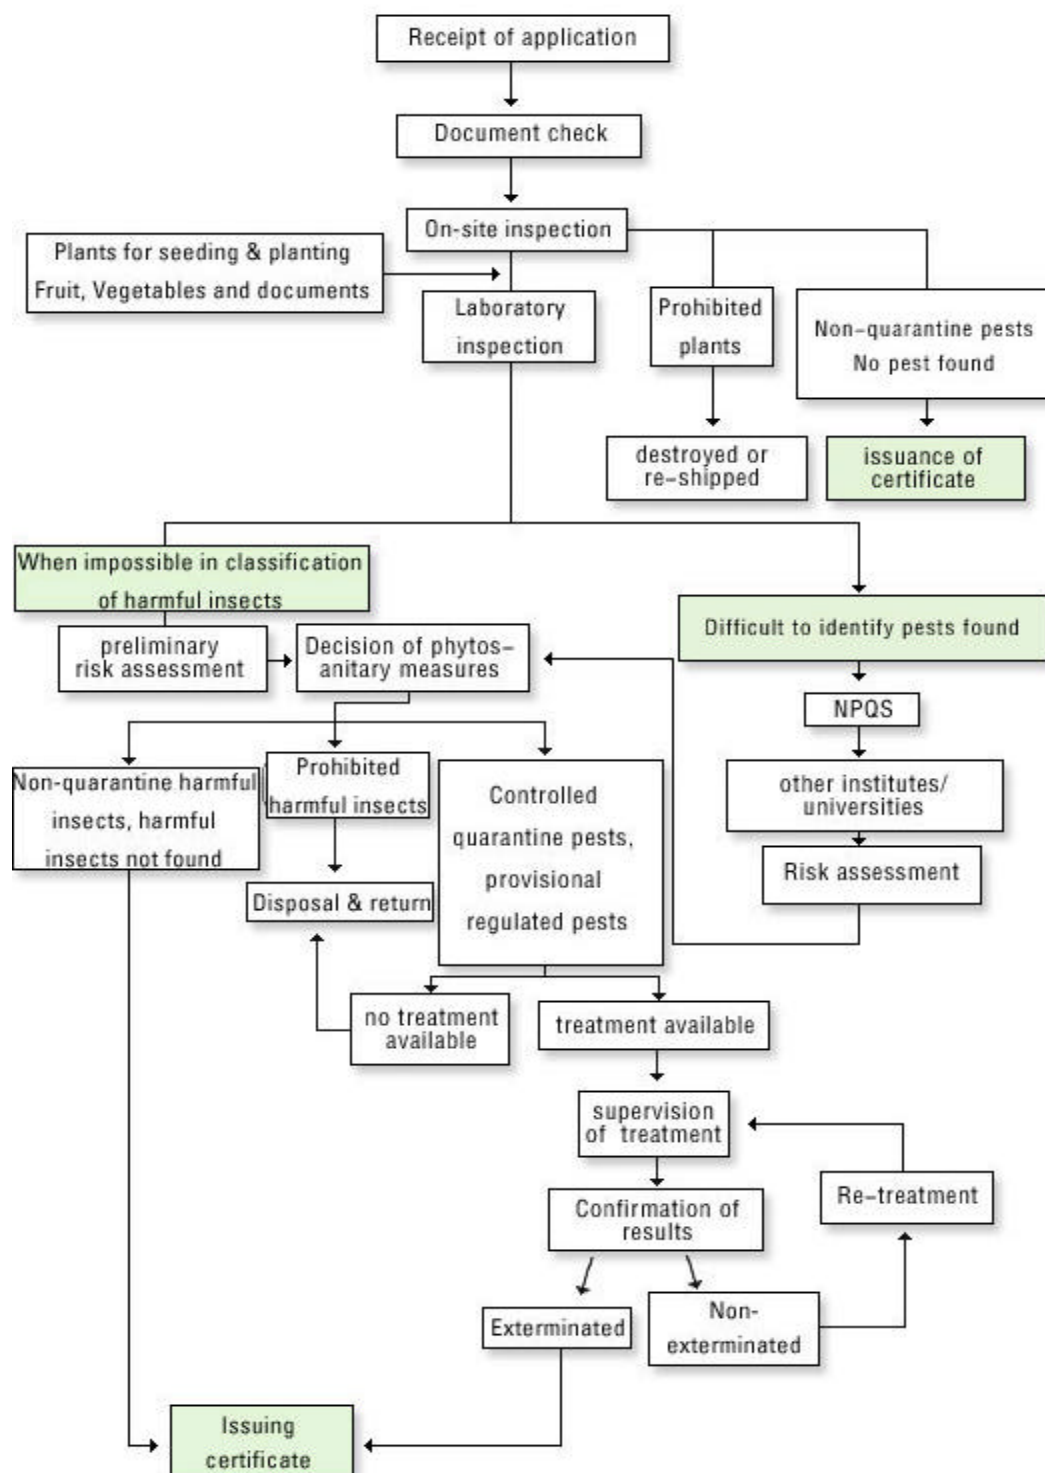 Receipt of application
Document check
On-site inspection
Plants for seeding & planting
Fruit, Vegetables and documents
Laboratory
inspection
Prohibited
plants
Non-quarantine pests
No pest found
destroyed or
re-shipped
issuance of
certificate
When impossible in classification
of harmful insects
Difficult to identify pests found
preliminary
risk assessment
Decision of phytos-
anitary measures
NPQS
other institutes/
universities
Risk assessment
Non-quarantine harmful
insects, harmful
insects not found
Prohibited
harmful insects
Controlled
quarantine pests,
provisional
regulated pests
Disposal & return
no treatment
available
treatment available
supervision
of treatment
Re-treatment
Confirmation of
results
Exterminated
Non-
exterminated
Issuing
certificate